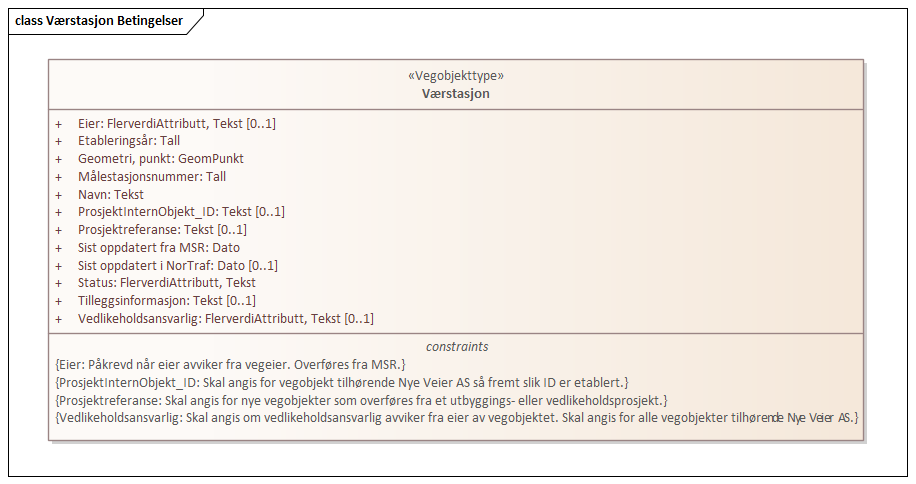 class Værstasjon Betingelser
«Vegobjekttype»
Værstasjon
+ Eier: FlerverdiAttributt, Tekst [0..1]
+ Etableringsår: Tall
+ Geometri, punkt: GeomPunkt
+ Målestasjonsnummer: Tall
+ Navn: Tekst
+ ProsjektInternObjekt_ID: Tekst [0..1]
+ Prosjektreferanse: Tekst [0..1]
+ Sist oppdatert fra MSR: Dato
+ Sist oppdatert i NorTraf: Dato [0..1]
+ Status: FlerverdiAttributt, Tekst
+ Tilleggsinformasjon: Tekst [0..1]
+ Vedlikeholdsansvarlig: FlerverdiAttributt, Tekst [0..1]
constraints
{Eier: Påkrevd når eier avviker fra vegeier. Overføres fra MSR.}
{ProsjektInternObjekt_ID: Skal angis for vegobjekt tilhørende Nye Veier AS så fremt slik ID er etablert.}
{Prosjektreferanse: Skal angis for nye vegobjekter som overføres fra et utbyggings- eller vedlikeholdsprosjekt.}
{Vedlikeholdsansvarlig: Skal angis om vedlikeholdsansvarlig avviker fra eier av vegobjektet. Skal angis for alle vegobjekter tilhørende Nye Veier AS.}